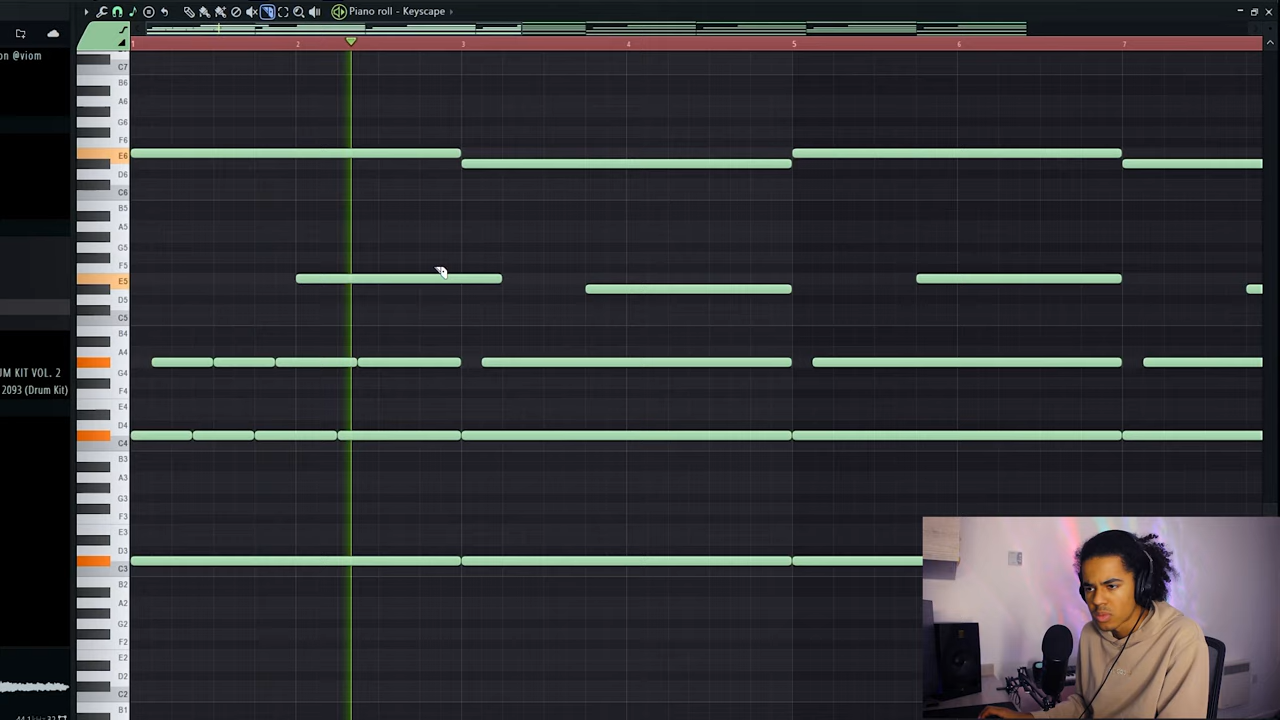 Piano roll - Keyscape
on @viom
1 2 3 4 5 6 7
C7
B6
A6
G6
F6
E6
D6
C6
B5
A5
G5
F5
E5
D5
C5
B4
A4
G4
UM KIT VOL. 2
2093 (Drum Kit)
F4
E4
D4
C4
B3
A3
G3
F3
E3
D3
C3
B2
A2
G2
F2
E2
D2
C2
B1